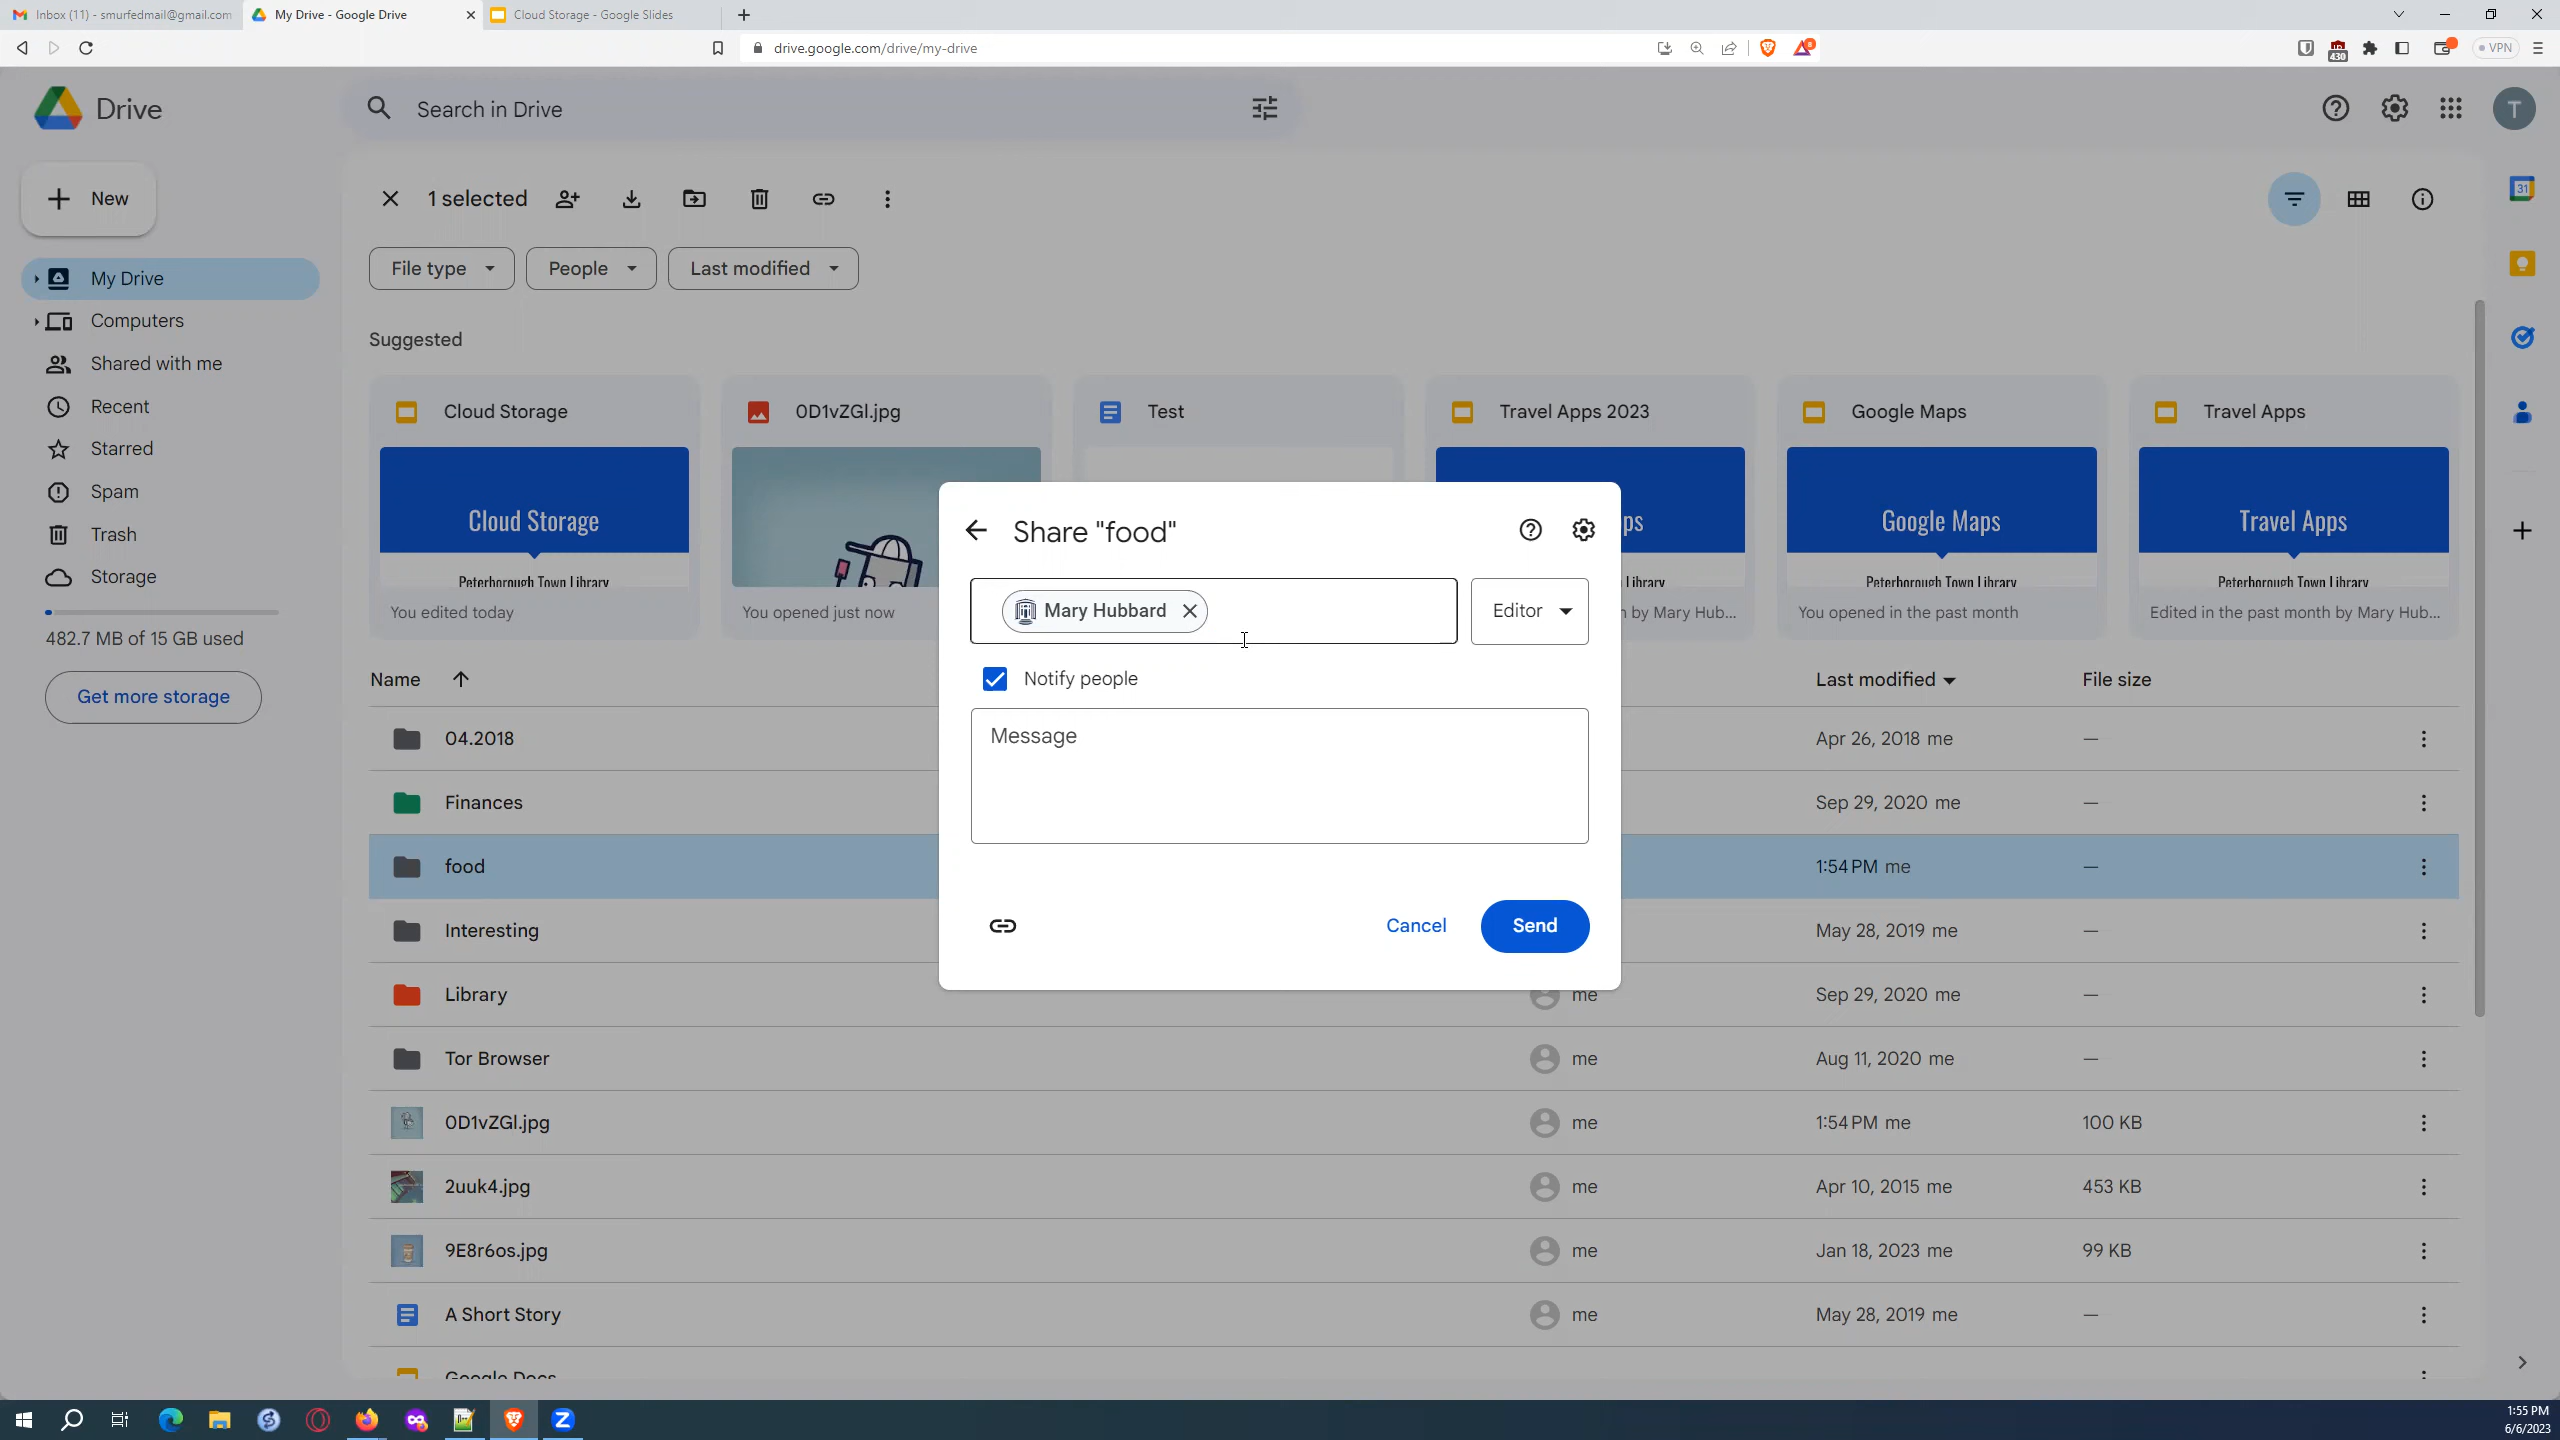 Inbox (11) - smurfedmail@gmail.com
My Drive - Google Drive
Cloud Storage - Google Slides
drive.google.com/drive/my-drive
430
8
VPN
Drive
Search in Drive
T
New
1 selected
31
My Drive
Computers
Shared with me
Recent
Starred
Spam
Trash
Storage
482.7 MB of 15 GB used
Get more storage
File type
People
Last modified
Suggested
Cloud Storage
Cloud Storage
Peterborough Town Library
You edited today
0D1vZGl.jpg
You opened just now
Test
Travel Apps 2023
ps
Library
by Mary Hub...
Google Maps
Google Maps
Peterborough Town Library
You opened in the past month
Travel Apps
Travel Apps
Peterborough Town Library
Edited in the past month by Mary Hub...
Share "food"
Mary Hubbard
Editor
Notify people
Message
Cancel
Send
Name
Last modified
File size
04.2018
Apr 26, 2018 me
—
Finances
Sep 29, 2020 me
—
food
1:54 PM me
—
Interesting
May 28, 2019 me
—
Library
me
Sep 29, 2020 me
—
Tor Browser
me
Aug 11, 2020 me
—
0D1vZGl.jpg
me
1:54 PM me
100 KB
2uuk4.jpg
me
Apr 10, 2015 me
453 KB
9E8r6os.jpg
me
Jan 18, 2023 me
99 KB
A Short Story
me
May 28, 2019 me
—
Google Docs
Z
1:55 PM
6/6/2023